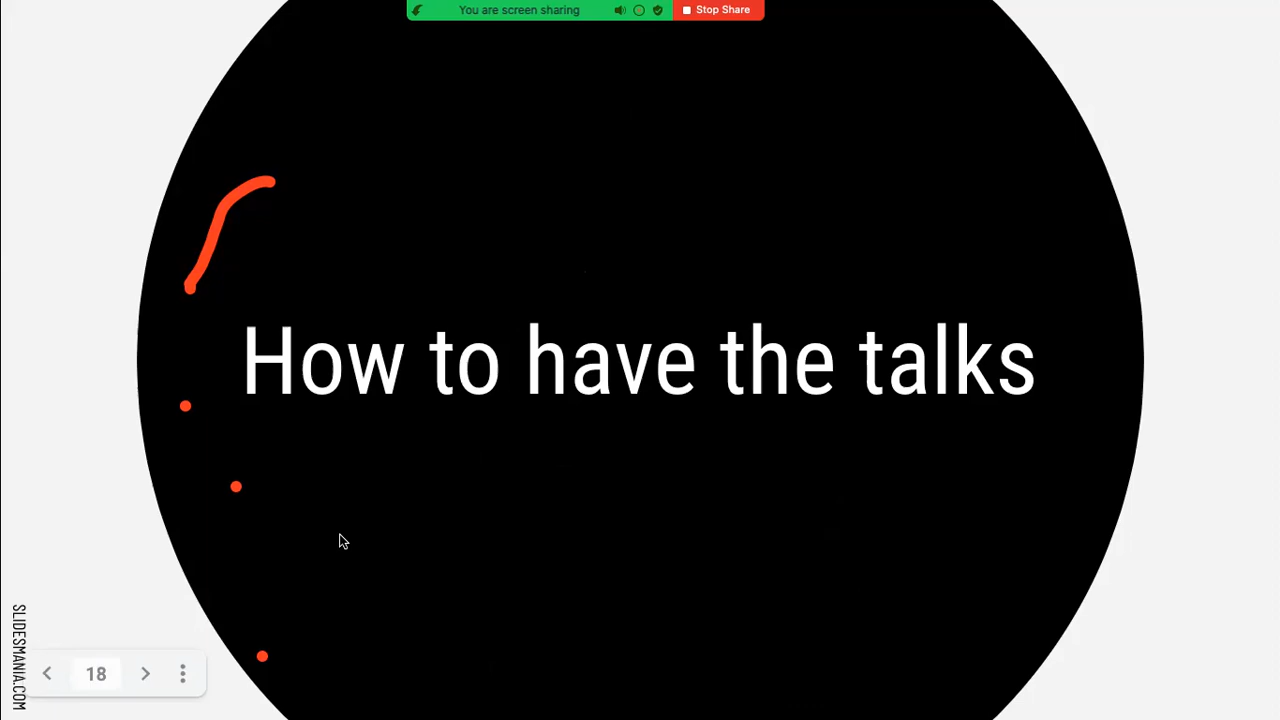 You are screen sharing
Stop Share
How to have the talks
18
SLIDESMANIA.COM